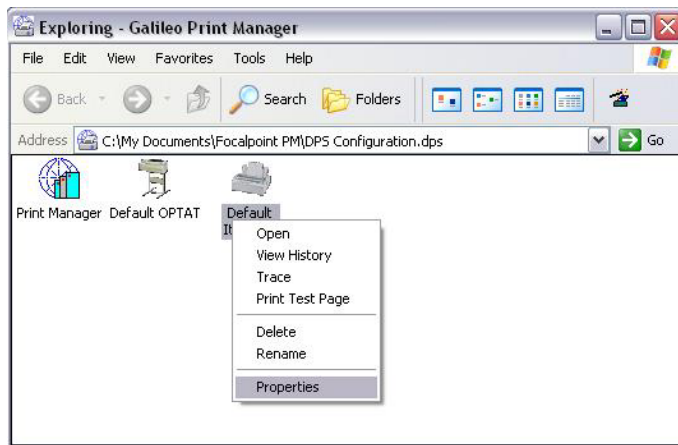 Exploring - Galileo Print Manager
File Edit View Favorites Tools Help
Back Search Folders
Address C:\My Documents\Focalpoint PM\DPS Configuration.dps Go
Print Manager Default OPTAT Default
Open
View History
Trace
Print Test Page
Delete
Rename
Properties